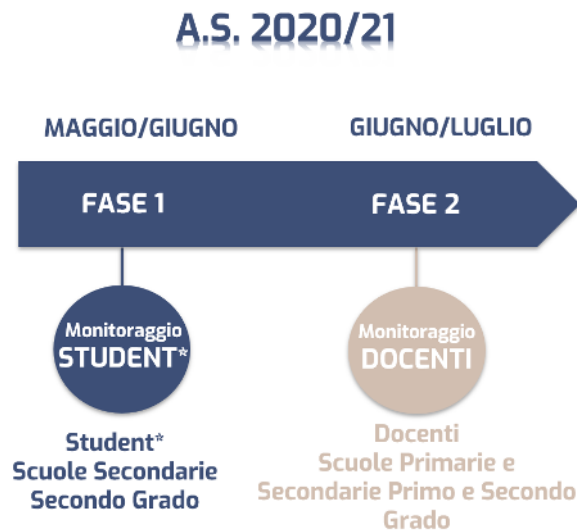 A.S. 2020/21
MAGGIO/GIUGNO
GIUGNO/LUGLIO
FASE 1
FASE 2
Monitoraggio
STUDENT*
Monitoraggio
DOCENTI
Student*
Scuole Secondarie
Secondo Grado
Docenti
Scuole Primarie e
Secondarie Primo e Secondo
Grado